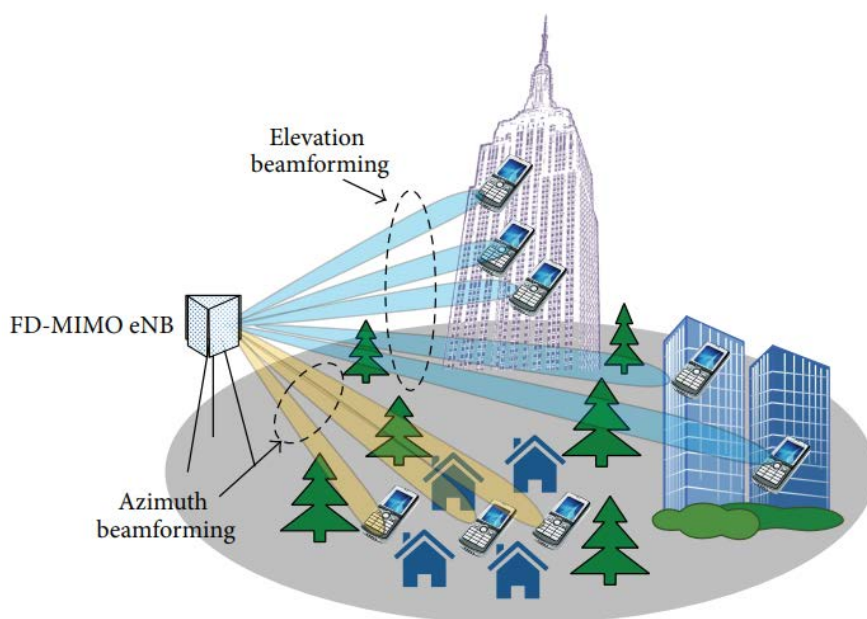 Elevation
beamforming
FD-MIMO eNB
Azimuth
beamforming